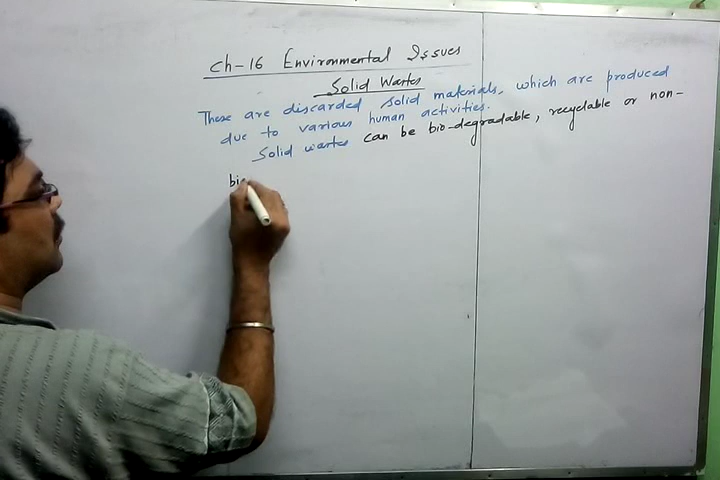 Ch-16 Environmental Issues
Solid Wastes
These are discarded solid materials, which are produced
due to various human activities.
Solid wastes can be bio-degradable, recyclable or non-
bio